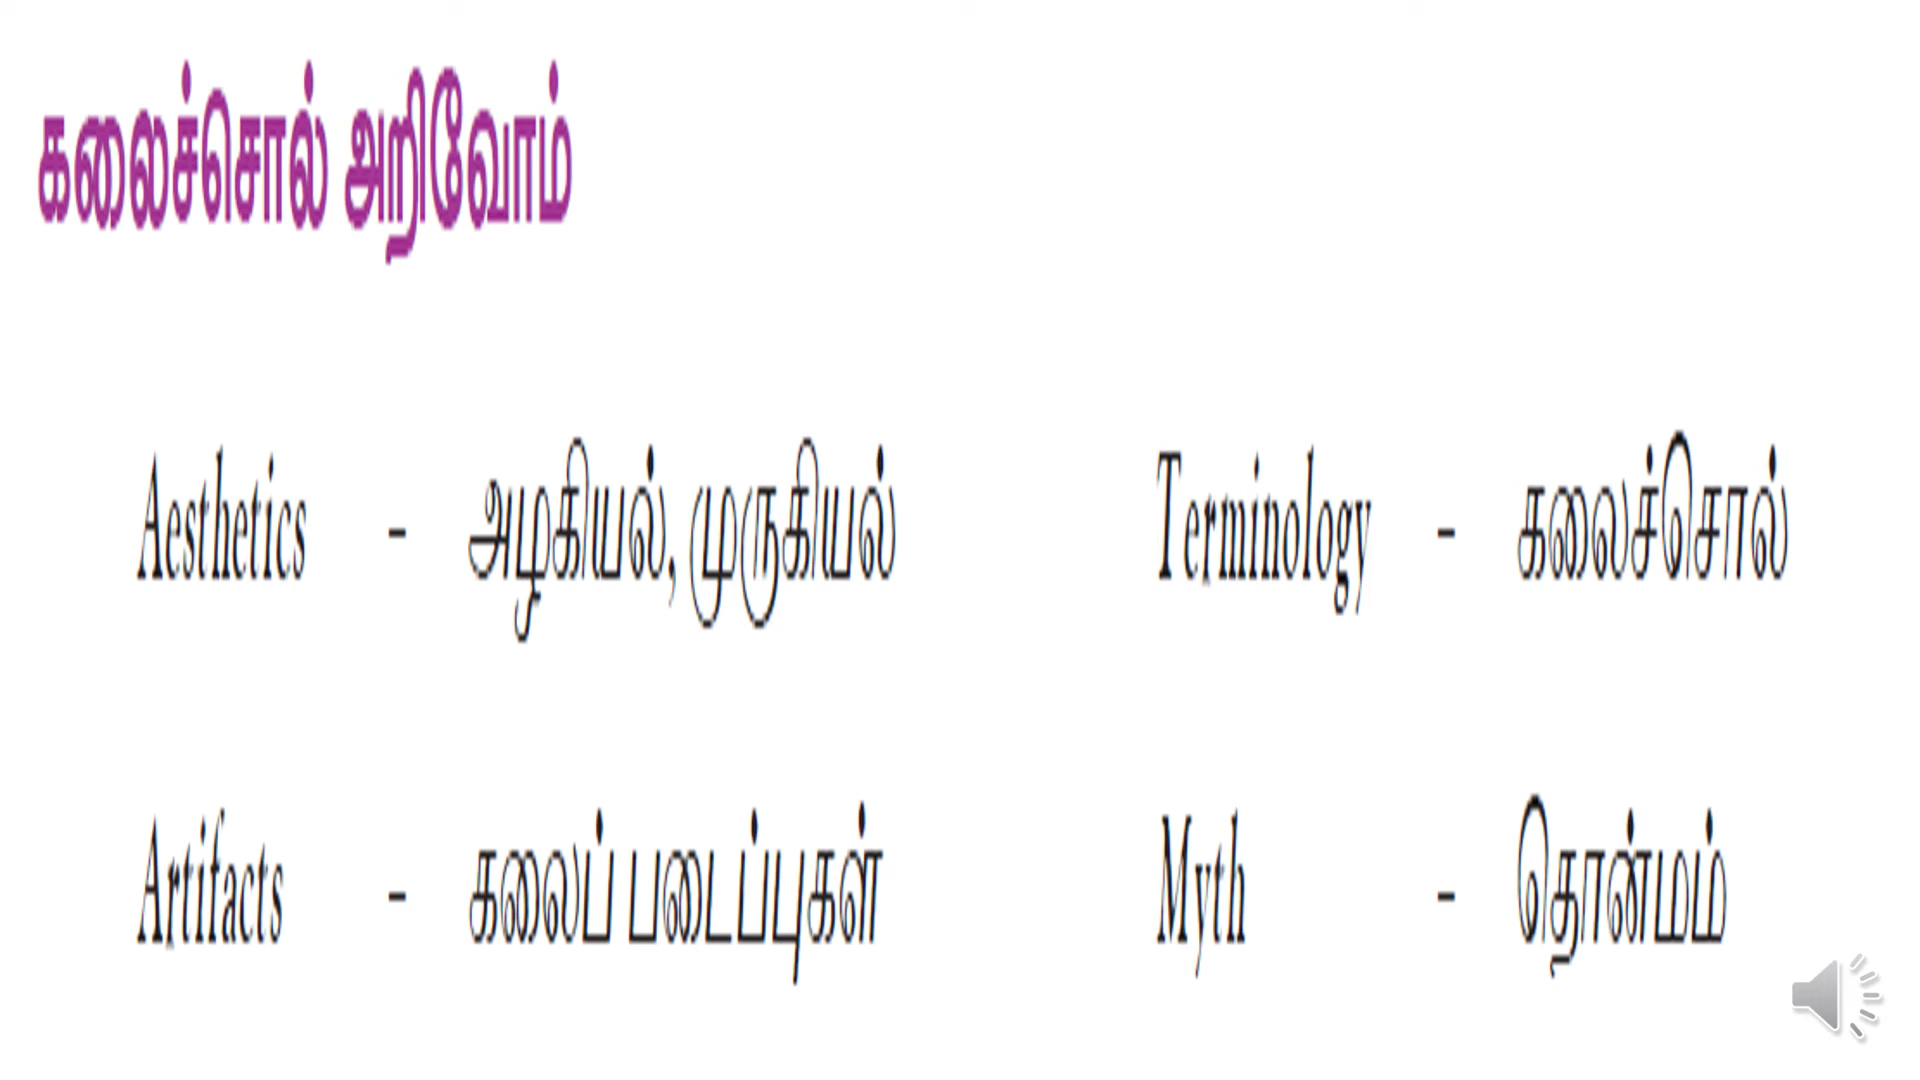 கலைச்சொல் அறிவோம்
Aesthetics - அழகியல், முருகியல் Terminology - கலைச்சொல்
Artifacts - கலைப் படைப்புகள் Myth - தொன்மம்